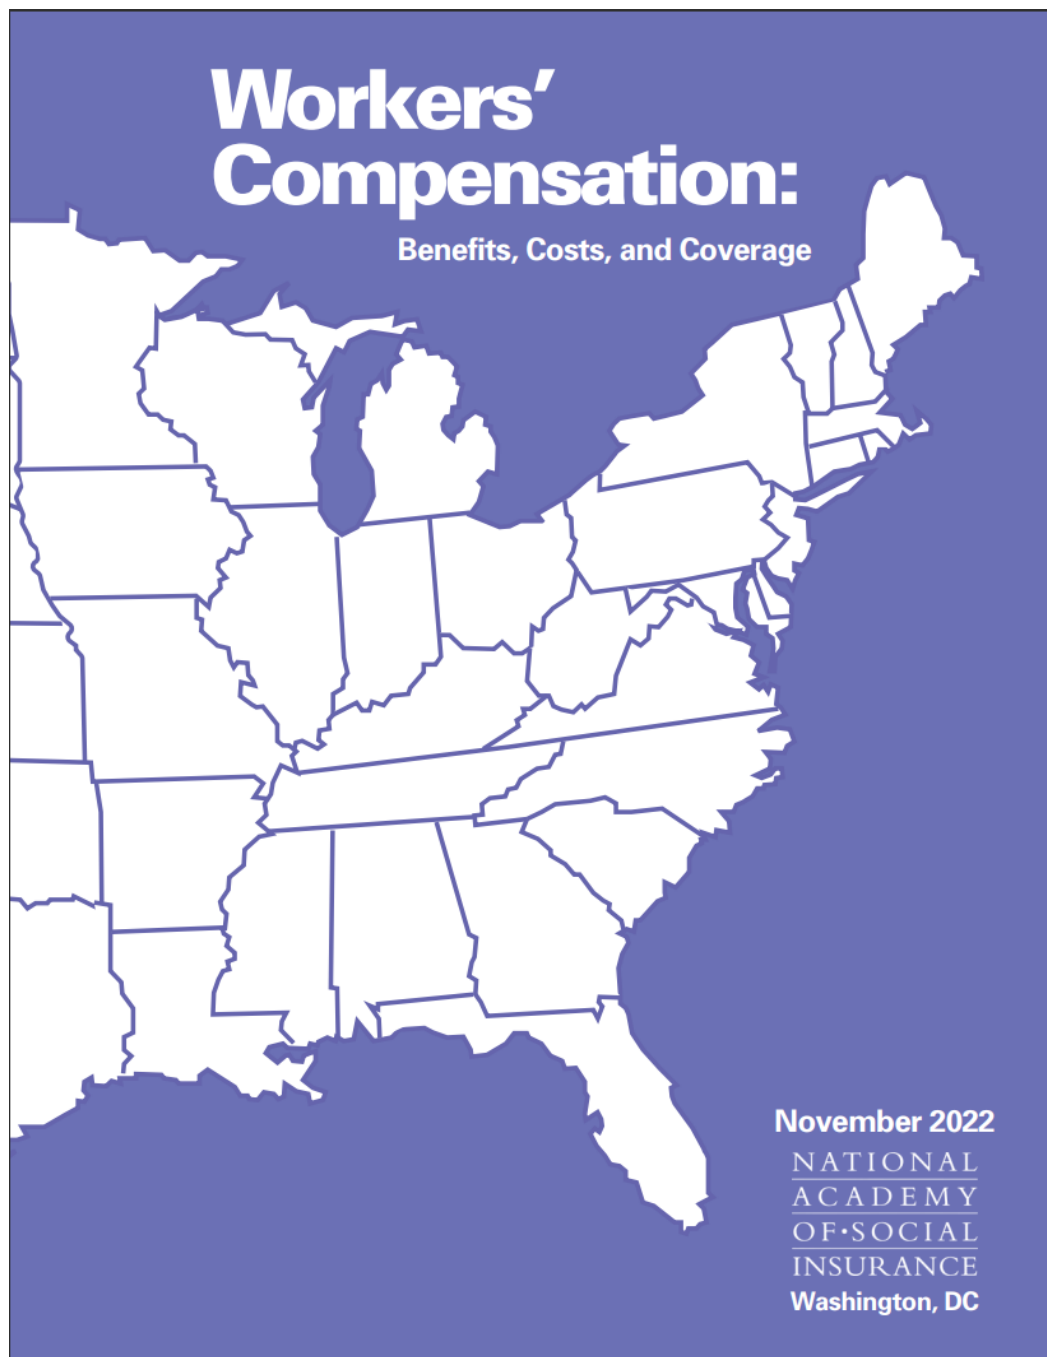 Workers’
Compensation:
Benefits, Costs, and Coverage
November 2022
NATIONAL
ACADEMY
OF•SOCIAL
INSURANCE
Washington, DC